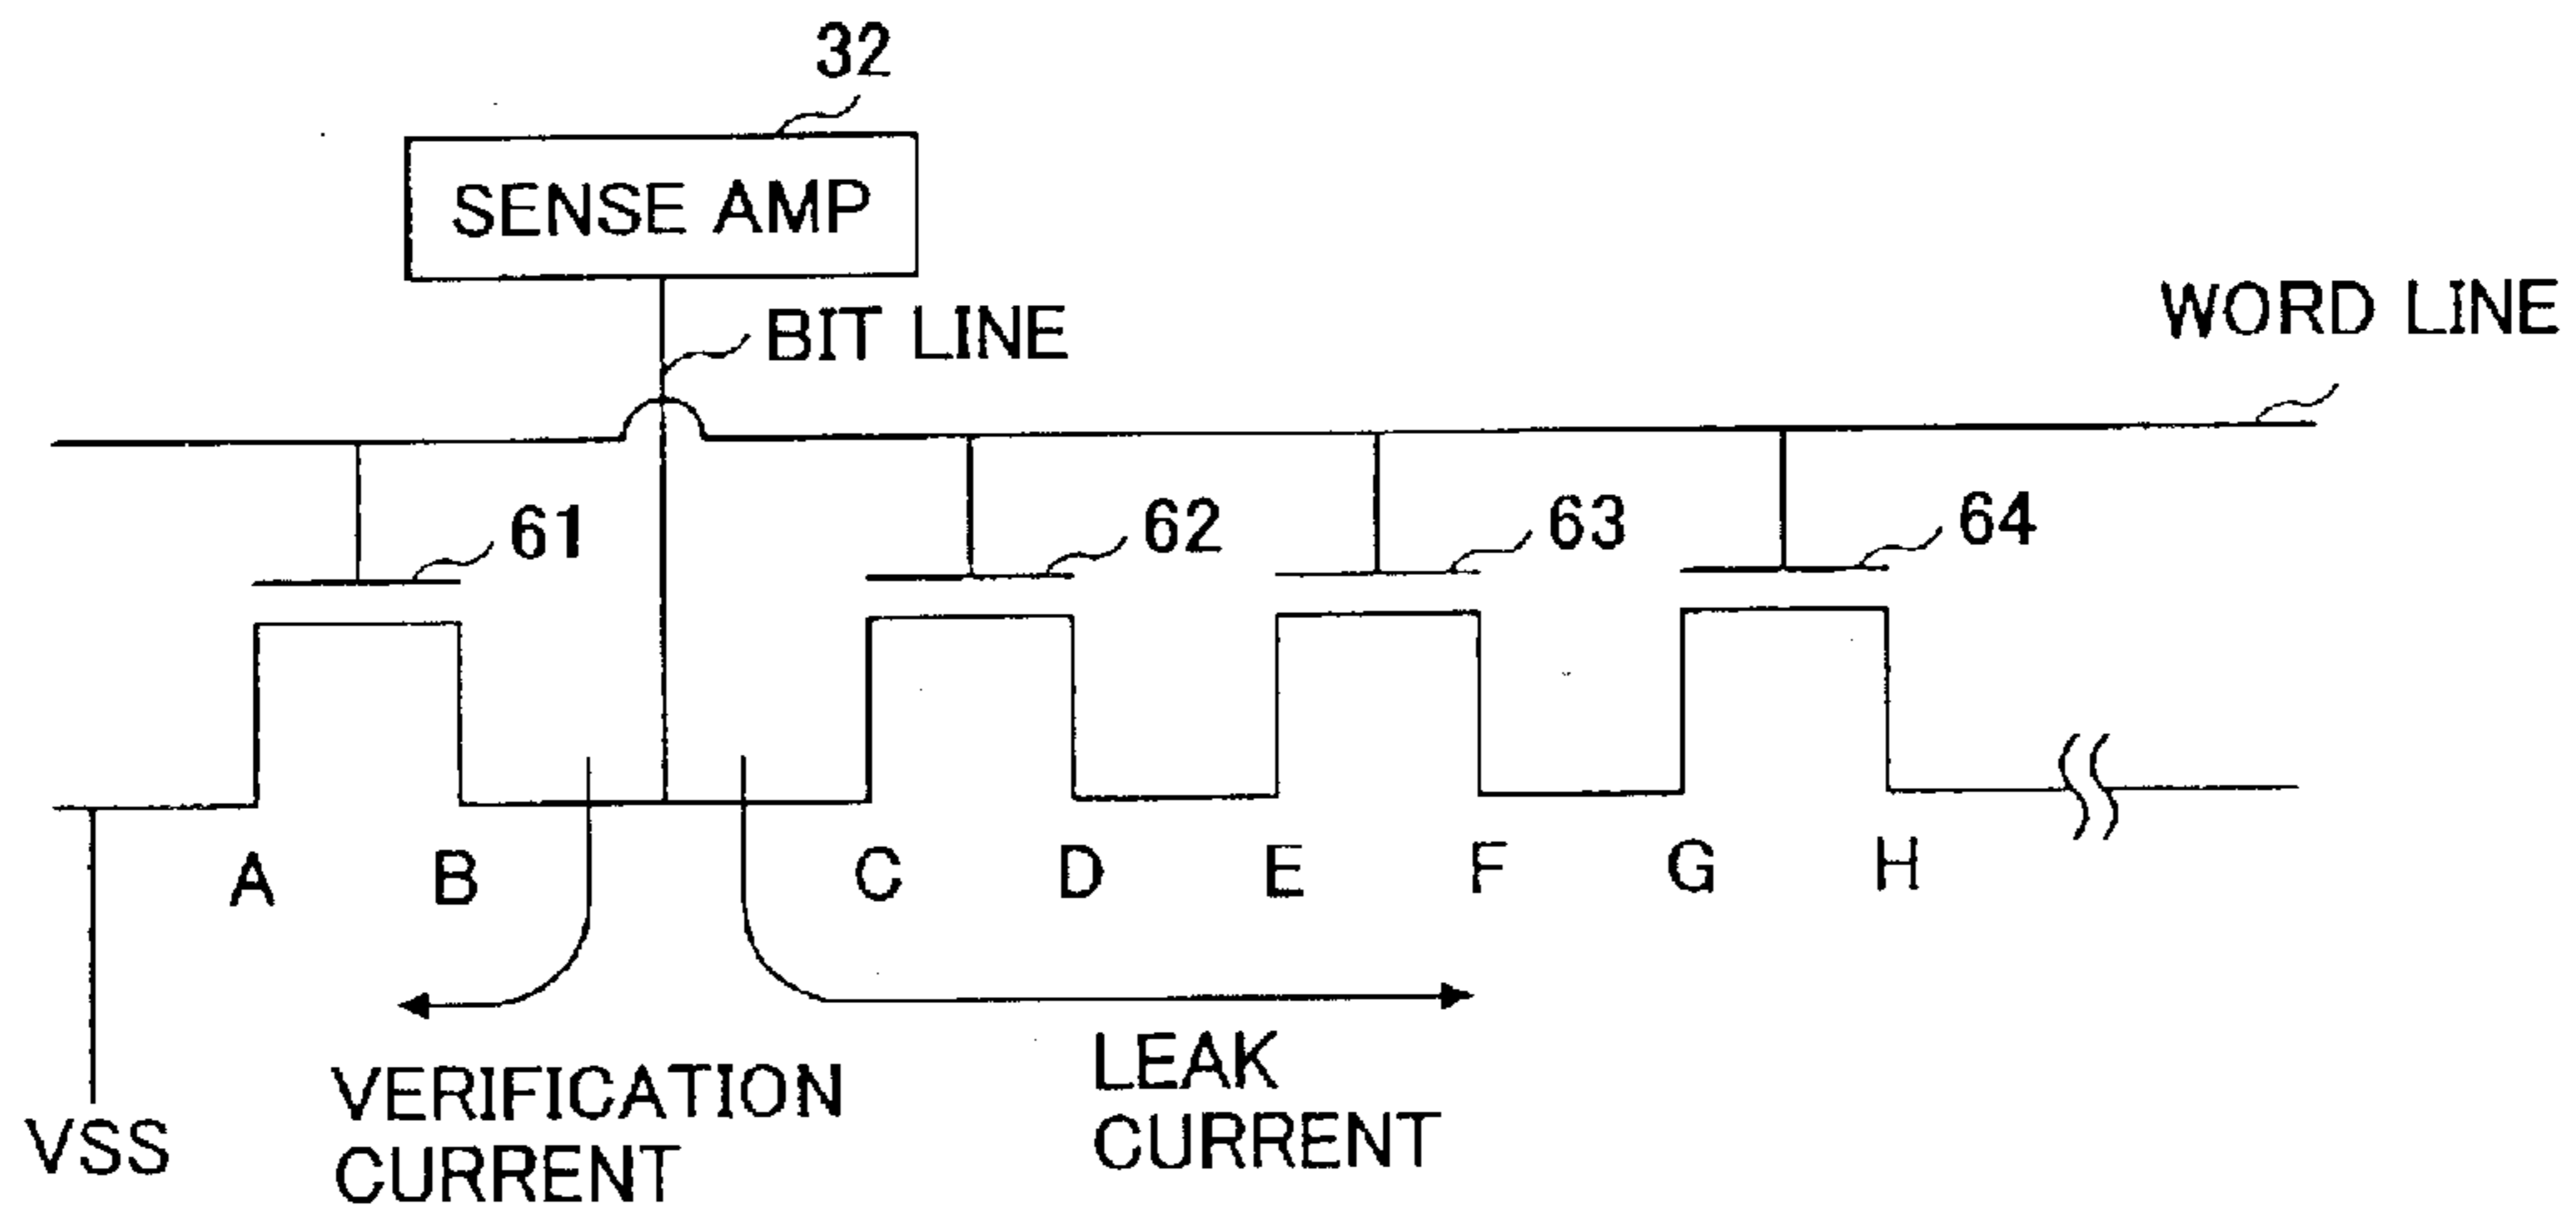 32
SENSE AMP
BIT LINE
WORD LINE
61
62
63
64
A B C D E F G H
VERIFICATION
CURRENT
LEAK
CURRENT
VSS